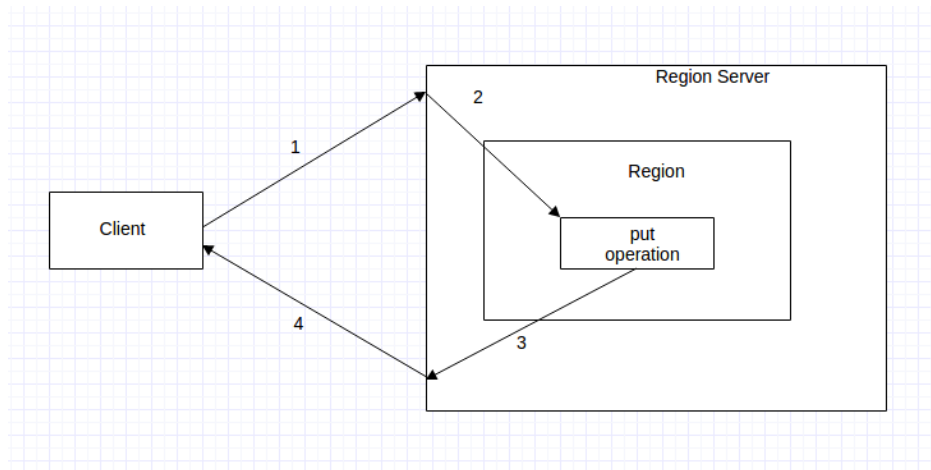 Region Server
2
1
Region
Client
put
operation
4
3